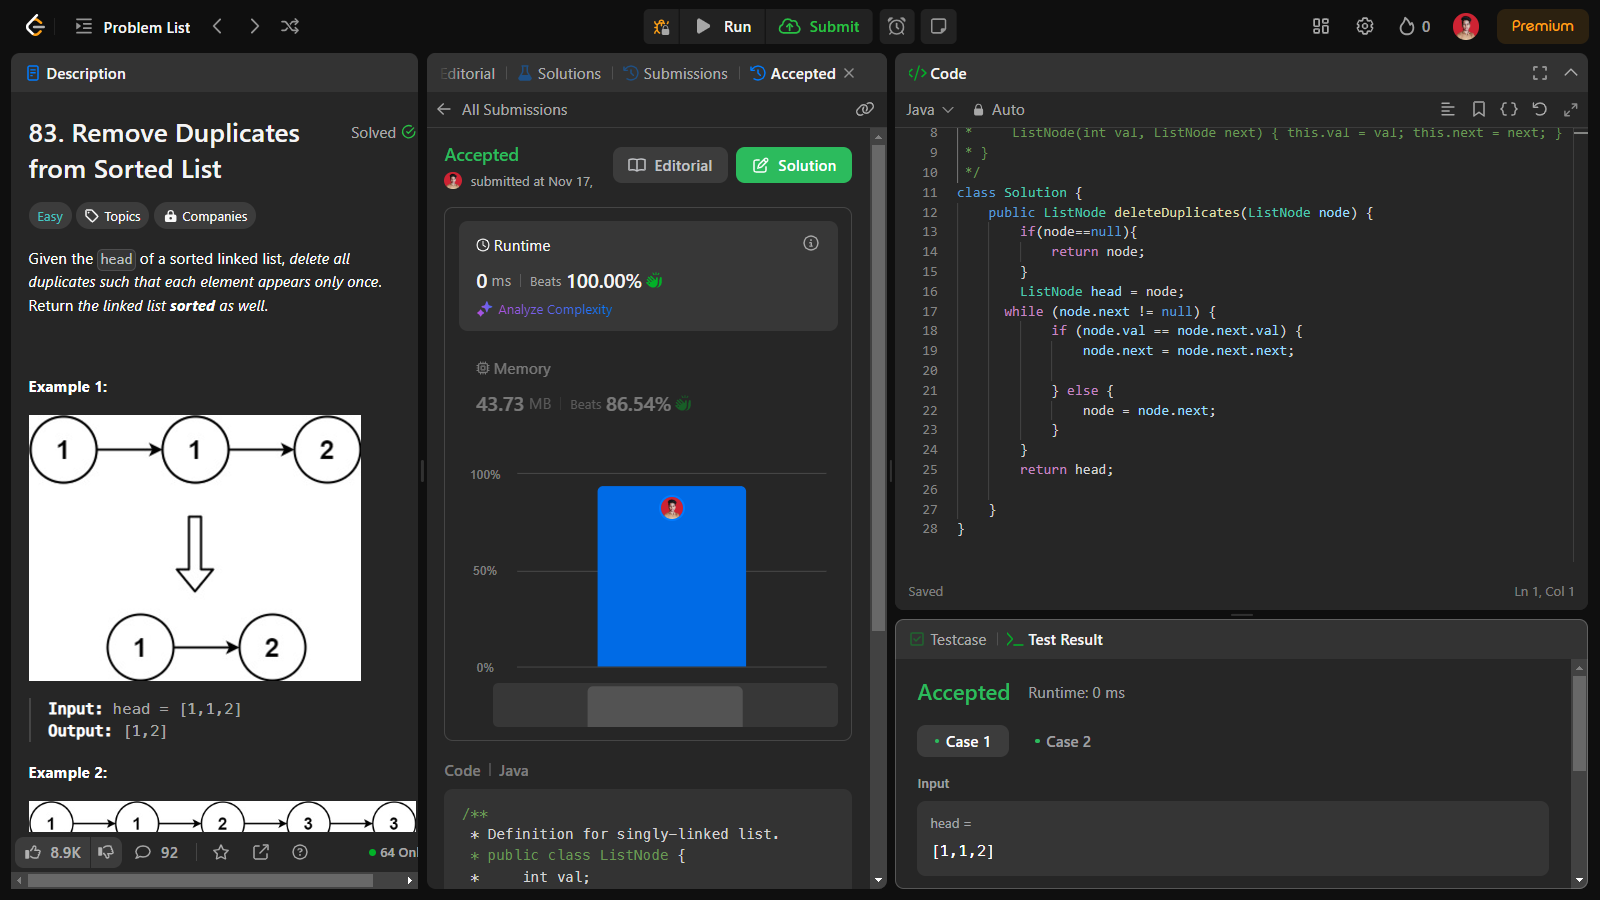 Problem List
Run
Submit
0
Premium
Description
83. Remove Duplicates
from Sorted List
Solved
Easy
Topics
Companies
Given the head of a sorted linked list, delete all
duplicates such that each element appears only once.
Return the linked list sorted as well.
Example 1:
1
1
2
1
2
Input: head = [1,1,2]
Output: [1,2]
Example 2:
1
1
2
3
3
8.9K
92
64 Onl
Editorial
Solutions
Submissions
Accepted
All Submissions
Accepted
submitted at Nov 17,
Editorial
Solution
Runtime
0 ms
Beats 100.00%
Analyze Complexity
Memory
43.73 MB
Beats 86.54%
100%
50%
0%
Code
Java
/**
* Definition for singly-linked list.
* public class ListNode {
*     int val;
Code
Java
Auto
8 *     ListNode(int val, ListNode next) { this.val = val; this.next = next; }
9 * }
10 */
11 class Solution {
12     public ListNode deleteDuplicates(ListNode node) {
13         if(node==null){
14             return node;
15         }
16         ListNode head = node;
17       while (node.next != null) {
18             if (node.val == node.next.val) {
19                 node.next = node.next.next;
20
21             } else {
22                 node = node.next;
23             }
24         }
25         return head;
26
27     }
28 }
Saved
Ln 1, Col 1
Testcase
Test Result
Accepted
Runtime: 0 ms
Case 1
Case 2
Input
head =
[1,1,2]